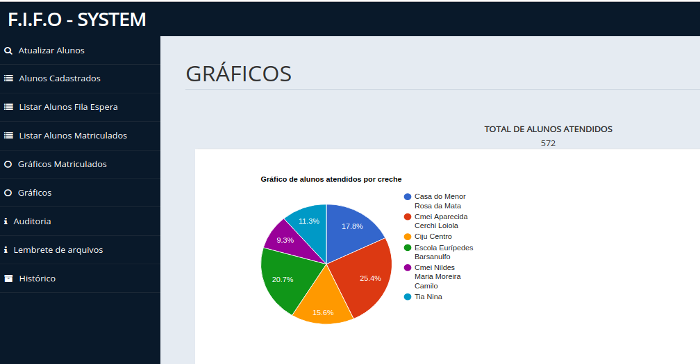 F.I.F.O - SYSTEM
Atualizar Alunos
Alunos Cadastrados
Listar Alunos Fila Espera
Listar Alunos Matriculados
Gráficos Matriculados
Gráficos
Auditoria
Lembrete de arquivos
Histórico
GRÁFICOS
TOTAL DE ALUNOS ATENDIDOS
572
Gráfico de alunos atendidos por creche
17.8%
25.4%
15.6%
20.7%
9.3%
11.3%
Casa do Menor
Rosa da Mata
Cmei Aparecida
Cerchi Loiola
Ciju Centro
Escola Eurípedes
Barsanulfo
Cmei Nildes
Maria Moreira
Camilo
Tia Nina